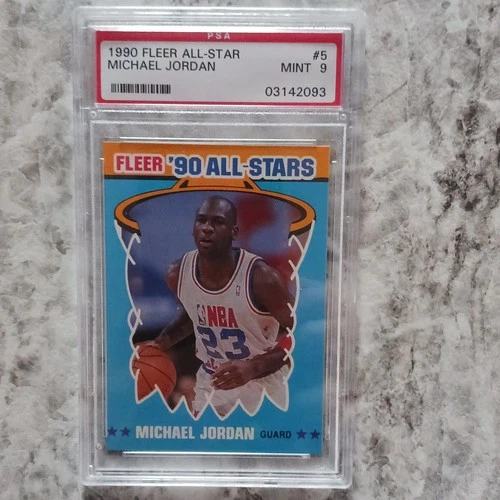 PSA
1990 FLEER ALL-STAR #5
MICHAEL JORDAN MINT 9
03142093
FLEER '90 ALL-STARS
NBA
23
MICHAEL JORDAN GUARD